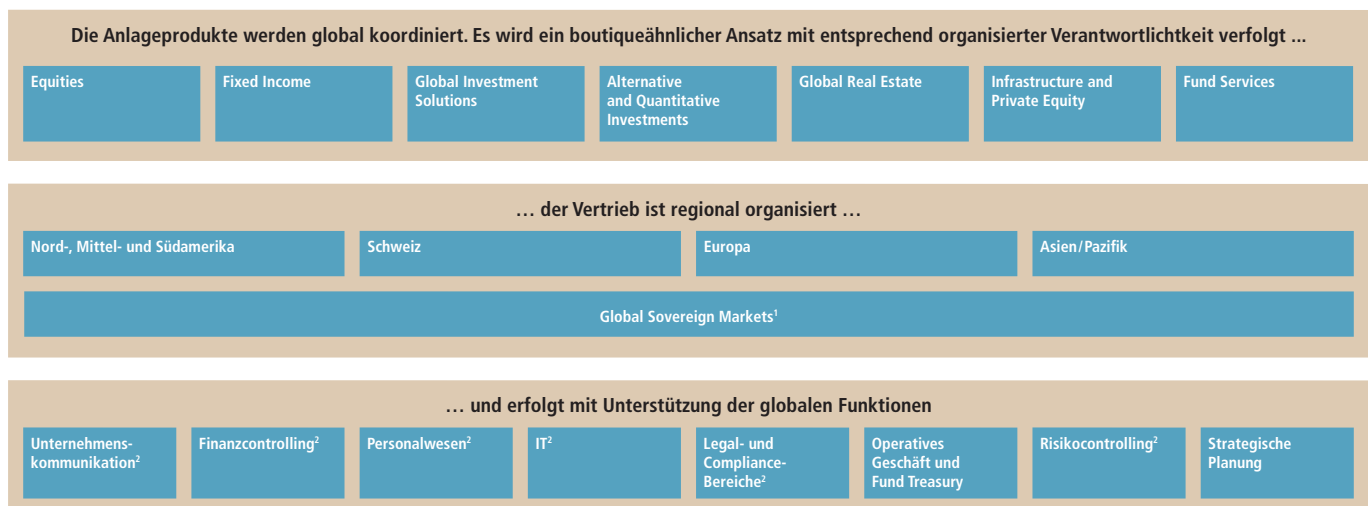 Die Anlageprodukte werden global koordiniert. Es wird ein boutiqueähnlicher Ansatz mit entsprechend organisierter Verantwortlichkeit verfolgt ...
Equities
Fixed Income
Global Investment
Solutions
Alternative
and Quantitative
Investments
Global Real Estate
Infrastructure and
Private Equity
Fund Services
… der Vertrieb ist regional organisiert …
Nord-, Mittel- und Südamerika
Schweiz
Europa
Asien/Pazifik
Global Sovereign Markets¹
… und erfolgt mit Unterstützung der globalen Funktionen
Unternehmens-
kommunikation²
Finanzcontrolling²
Personalwesen²
IT²
Legal- und
Compliance-
Bereiche²
Operatives
Geschäft und
Fund Treasury
Risikocontrolling²
Strategische
Planung